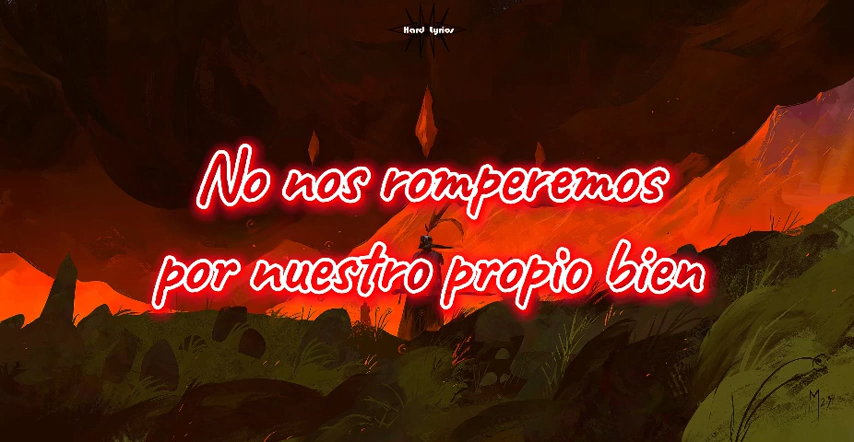 Hard Lyrics
No nos romperemos
por nuestro propio bien